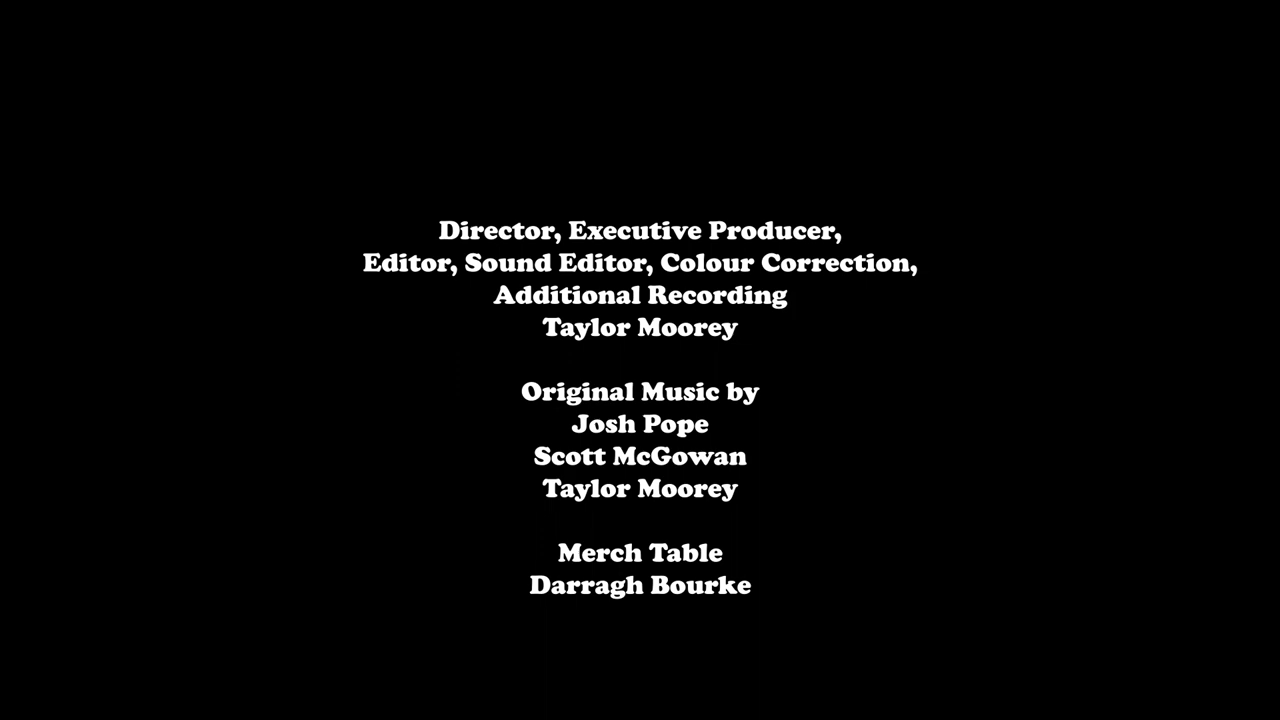 Director, Executive Producer,
Editor, Sound Editor, Colour Correction,
Additional Recording
Taylor Moorey
Original Music by
Josh Pope
Scott McGowan
Taylor Moorey
Merch Table
Darragh Bourke